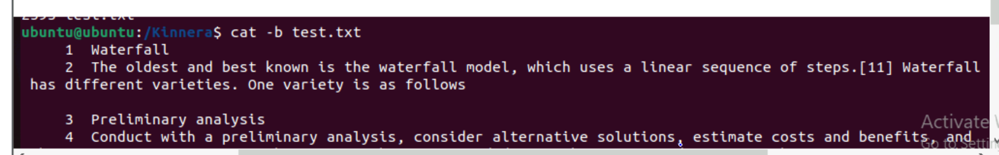 2595 test.txt
ubuntu@ubuntu:/Kinnera$ cat -b test.txt
1 Waterfall
2 The oldest and best known is the waterfall model, which uses a linear sequence of steps.[11] Waterfall
has different varieties. One variety is as follows
3 Preliminary analysis
4 Conduct with a preliminary analysis, consider alternative solutions, estimate costs and benefits, and
Activate
Go to Settin